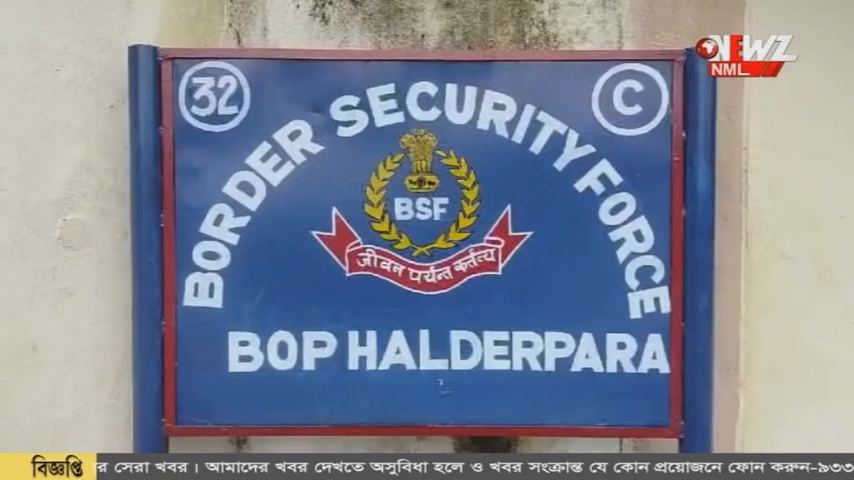 NEWZ
NML
32
C
BORDER SECURITY FORCE
BSF
जीवन पर्यन्त कर्तव्य
BOP HALDERPARA
বিজ্ঞপ্তি
র সেরা খবর। আমাদের খবর দেখতে অসুবিধা হলে ও খবর সংক্রান্ত যে কোন প্রয়োজনে ফোন করুন-৯৩৩